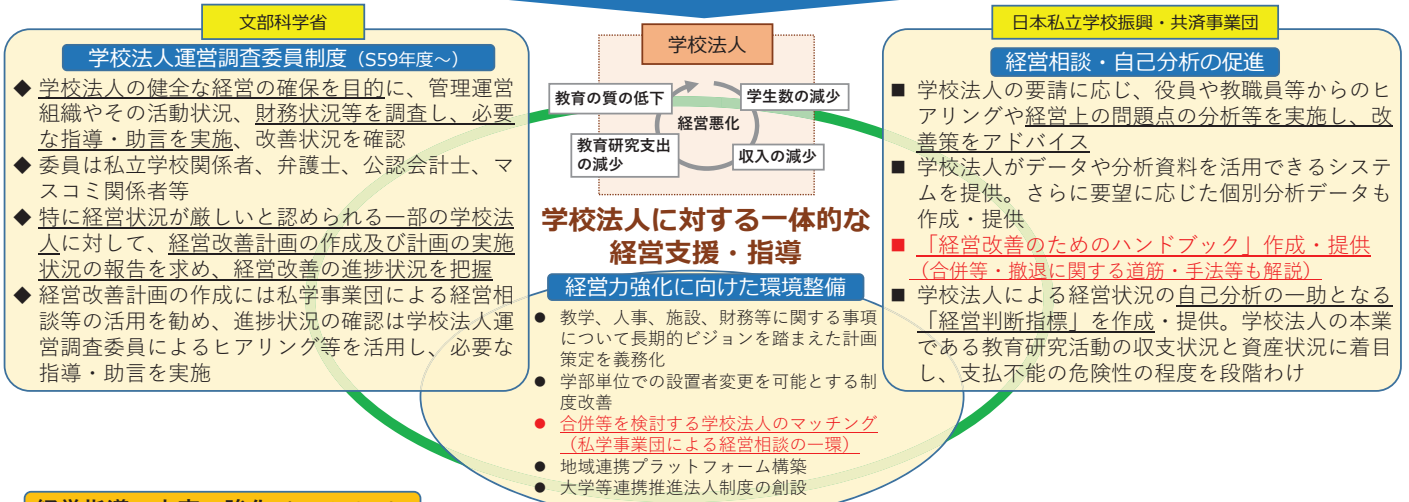 文部科学省
学校法人運営調査委員制度（S59年度～）
◆ 学校法人の健全な経営の確保を目的に、管理運営
組織やその活動状況、財務状況等を調査し、必要
な指導・助言を実施、改善状況を確認
◆ 委員は私立学校関係者、弁護士、公認会計士、マ
スコミ関係者等
◆ 特に経営状況が厳しいと認められる一部の学校法
人に対して、経営改善計画の作成及び計画の実施
状況の報告を求め、経営改善の進捗状況を把握
◆ 経営改善計画の作成には私学事業団による経営相
談等の活用を勧め、進捗状況の確認は学校法人運
営調査委員によるヒアリング等を活用し、必要な
指導・助言を実施
学校法人
教育の質の低下
学生数の減少
経営悪化
教育研究支出
の減少
収入の減少
学校法人に対する一体的な
経営支援・指導
経営力強化に向けた環境整備
● 教学、人事、施設、財務等に関する事項
について長期的ビジョンを踏まえた計画
策定を義務化
● 学部単位での設置者変更を可能とする制
度改善
● 合併等を検討する学校法人のマッチング
（私学事業団による経営相談の一環）
● 地域連携プラットフォーム構築
● 大学等連携推進法人制度の創設
日本私立学校振興・共済事業団
経営相談・自己分析の促進
■ 学校法人の要請に応じ、役員や教職員等からのヒ
アリングや経営上の問題点の分析等を実施し、改
善策をアドバイス
■ 学校法人がデータや分析資料を活用できるシステ
ムを提供。さらに要望に応じた個別分析データも
作成・提供
■ 「経営改善のためのハンドブック」作成・提供
（合併等・撤退に関する道筋・手法等も解説）
■ 学校法人による経営状況の自己分析の一助となる
「経営判断指標」を作成・提供。学校法人の本業
である教育研究活動の収支状況と資産状況に着目
し、支払不能の危険性の程度を段階わけ